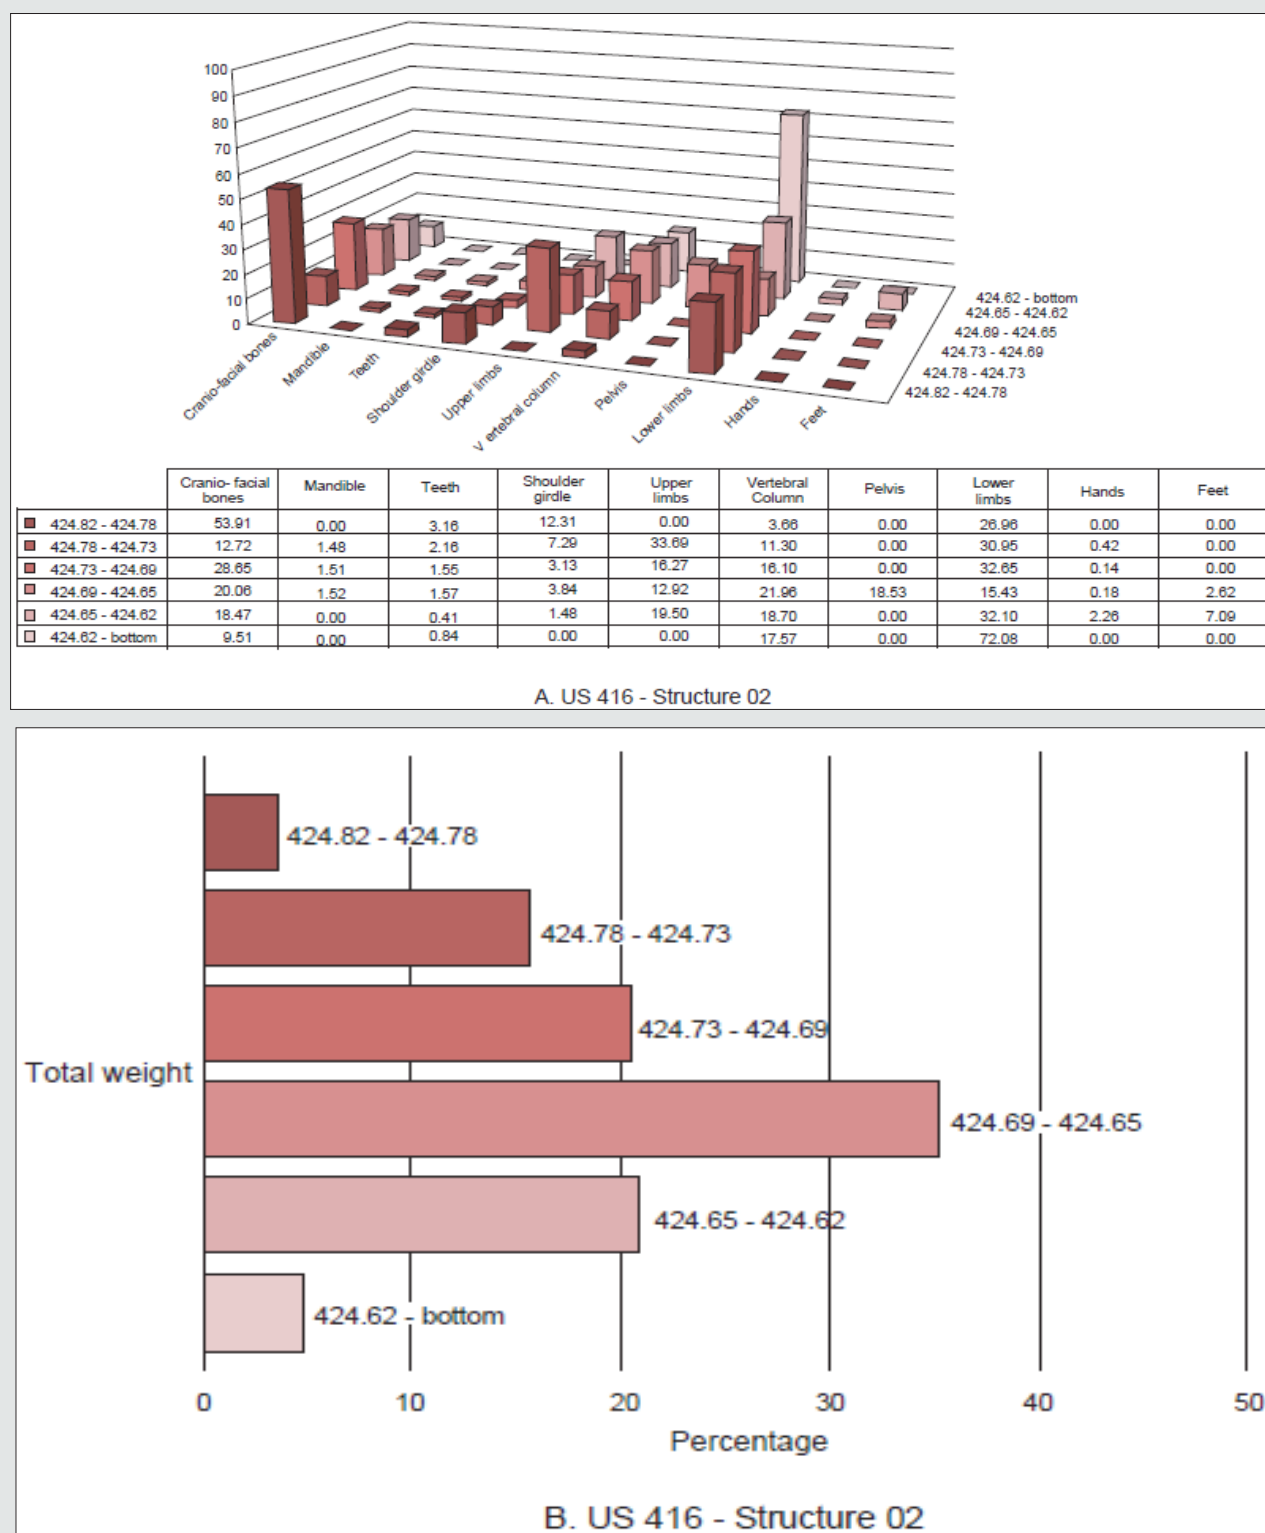 100
90
80
70
60
50
40
30
20
10
0
Cranio-facial bones
Mandible
Teeth
Shoulder girdle
Upper limbs
V ertebral column
Pelvis
Lower limbs
Hands
Feet
424.62 - bottom
424.65 - 424.62
424.69 - 424.65
424.73 - 424.69
424.78 - 424.73
424.82 - 424.78
Cranio- facial bones Mandible Teeth Shoulder girdle Upper limbs Vertebral Column Pelvis Lower limbs Hands Feet
424.82 - 424.78 53.91 0.00 3.16 12.31 0.00 3.66 0.00 26.96 0.00 0.00
424.78 - 424.73 12.72 1.48 2.16 7.29 33.69 11.30 0.00 30.95 0.42 0.00
424.73 - 424.69 28.65 1.51 1.55 3.13 16.27 16.10 0.00 32.65 0.14 0.00
424.69 - 424.65 20.06 1.52 1.57 3.84 12.92 21.96 18.53 15.43 0.18 2.62
424.65 - 424.62 18.47 0.00 0.41 1.48 19.50 18.70 0.00 32.10 2.26 7.09
424.62 - bottom 9.51 0.00 0.84 0.00 0.00 17.57 0.00 72.08 0.00 0.00
A. US 416 - Structure 02
424.82 - 424.78
424.78 - 424.73
424.73 - 424.69
Total weight
424.69 - 424.65
424.65 - 424.62
424.62 - bottom
0 10 20 30 40 50
Percentage
B. US 416 - Structure 02